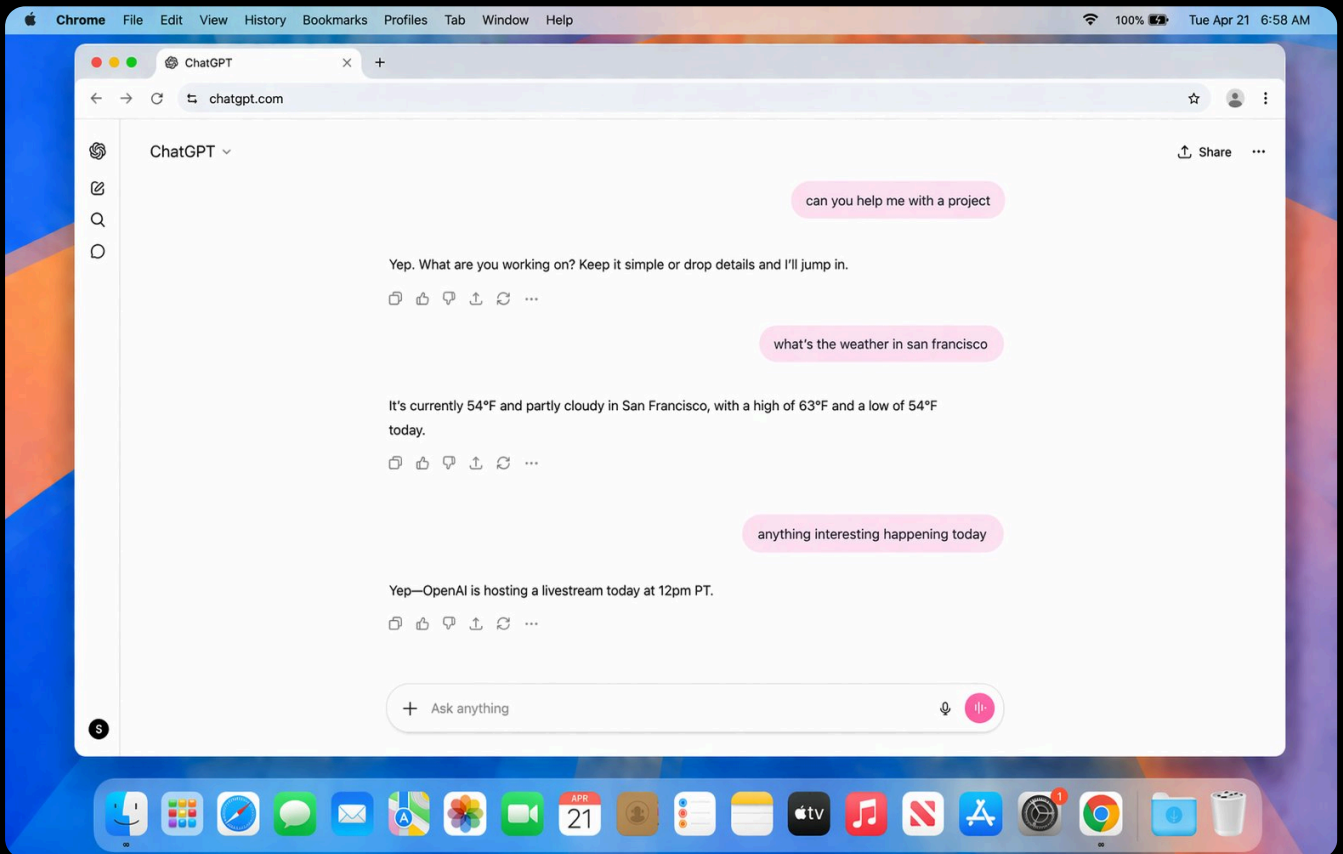 Chrome File Edit View History Bookmarks Profiles Tab Window Help 100% Tue Apr 21 6:58 AM
ChatGPT
chatgpt.com
ChatGPT
Share
can you help me with a project
Yep. What are you working on? Keep it simple or drop details and I’ll jump in.
what’s the weather in san francisco
It’s currently 54°F and partly cloudy in San Francisco, with a high of 63°F and a low of 54°F
today.
anything interesting happening today
Yep—OpenAI is hosting a livestream today at 12pm PT.
Ask anything
S
APR
21
tv
1